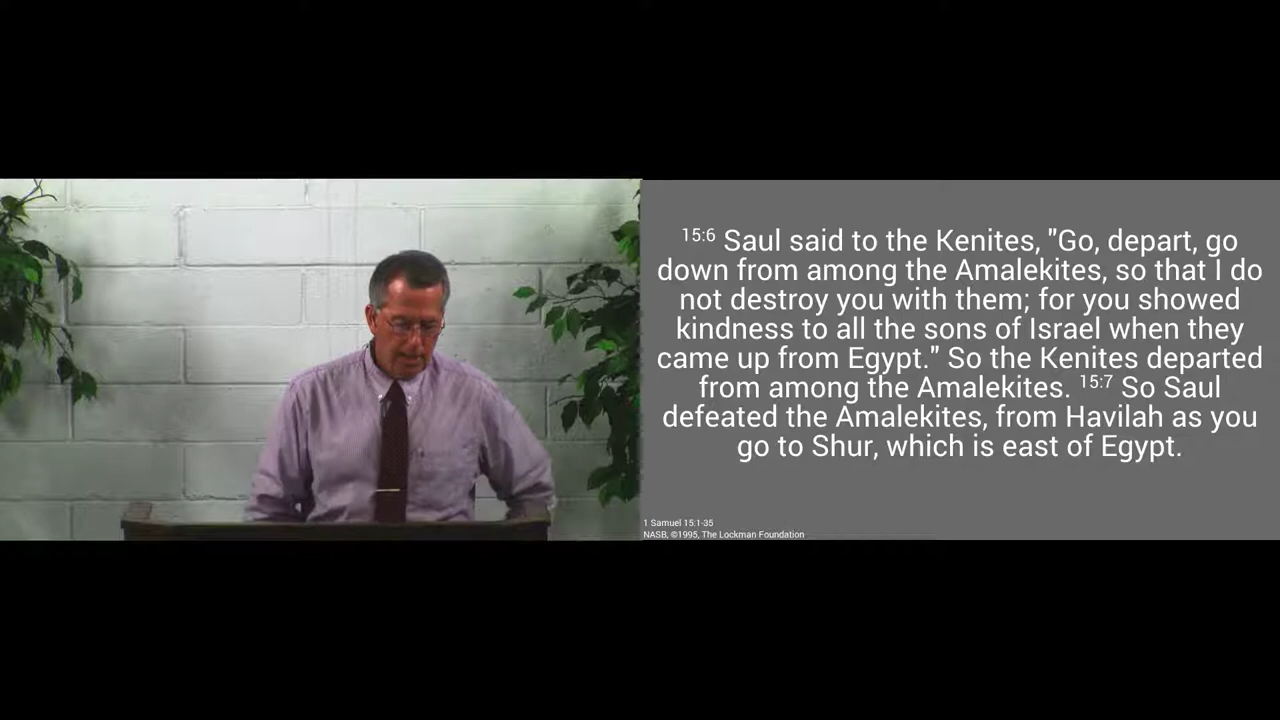 15:6 Saul said to the Kenites, "Go, depart, go
down from among the Amalekites, so that I do
not destroy you with them; for you showed
kindness to all the sons of Israel when they
came up from Egypt." So the Kenites departed
from among the Amalekites. 15:7 So Saul
defeated the Amalekites, from Havilah as you
go to Shur, which is east of Egypt.
1 Samuel 15:1-35
NASB, ©1995, The Lockman Foundation